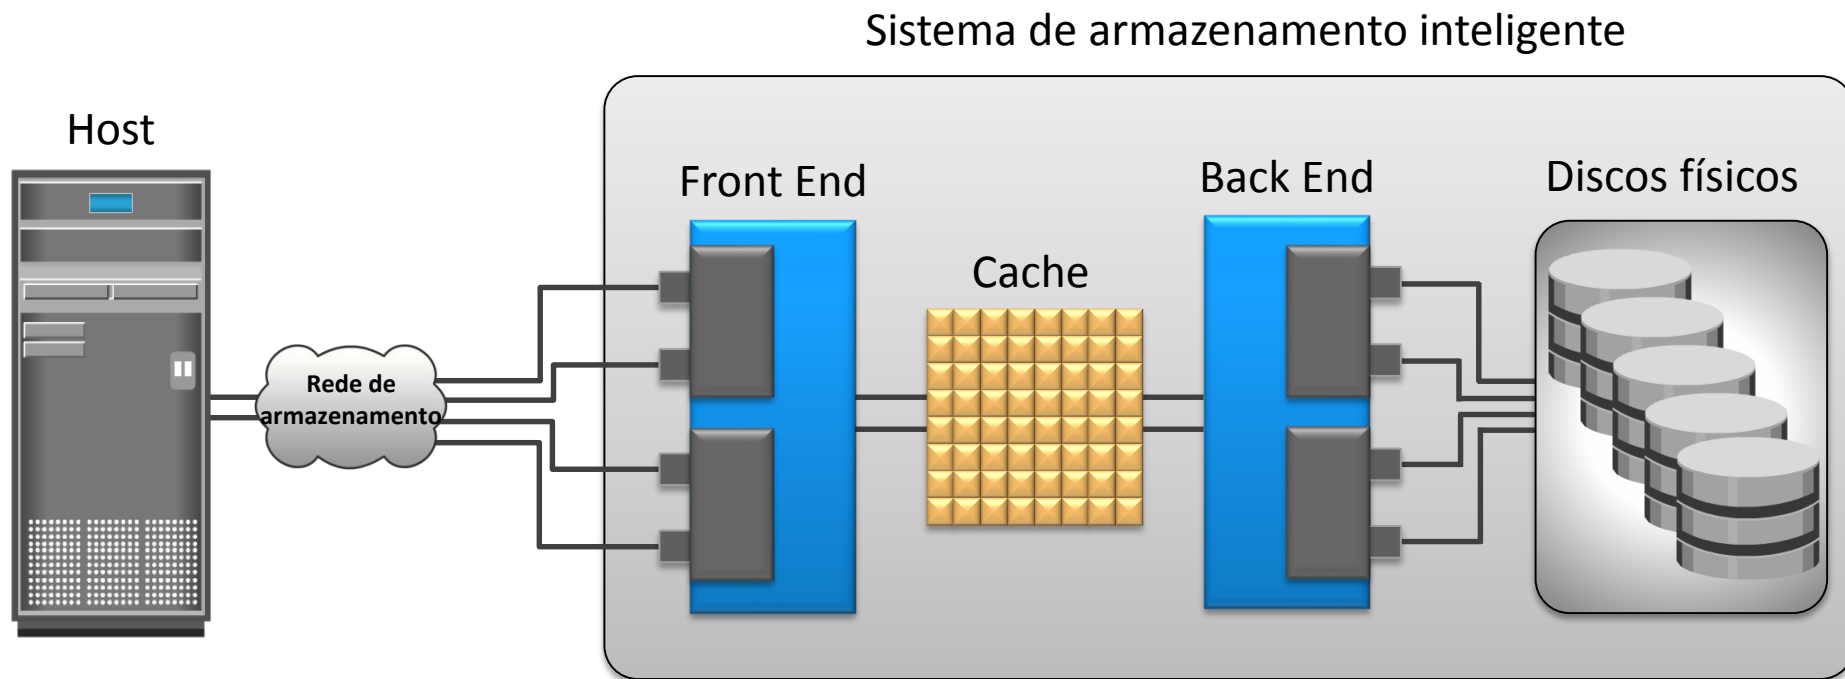 Sistema de armazenamento inteligente
Host
Front End
Back End
Discos físicos
Cache
Rede de
armazenamento